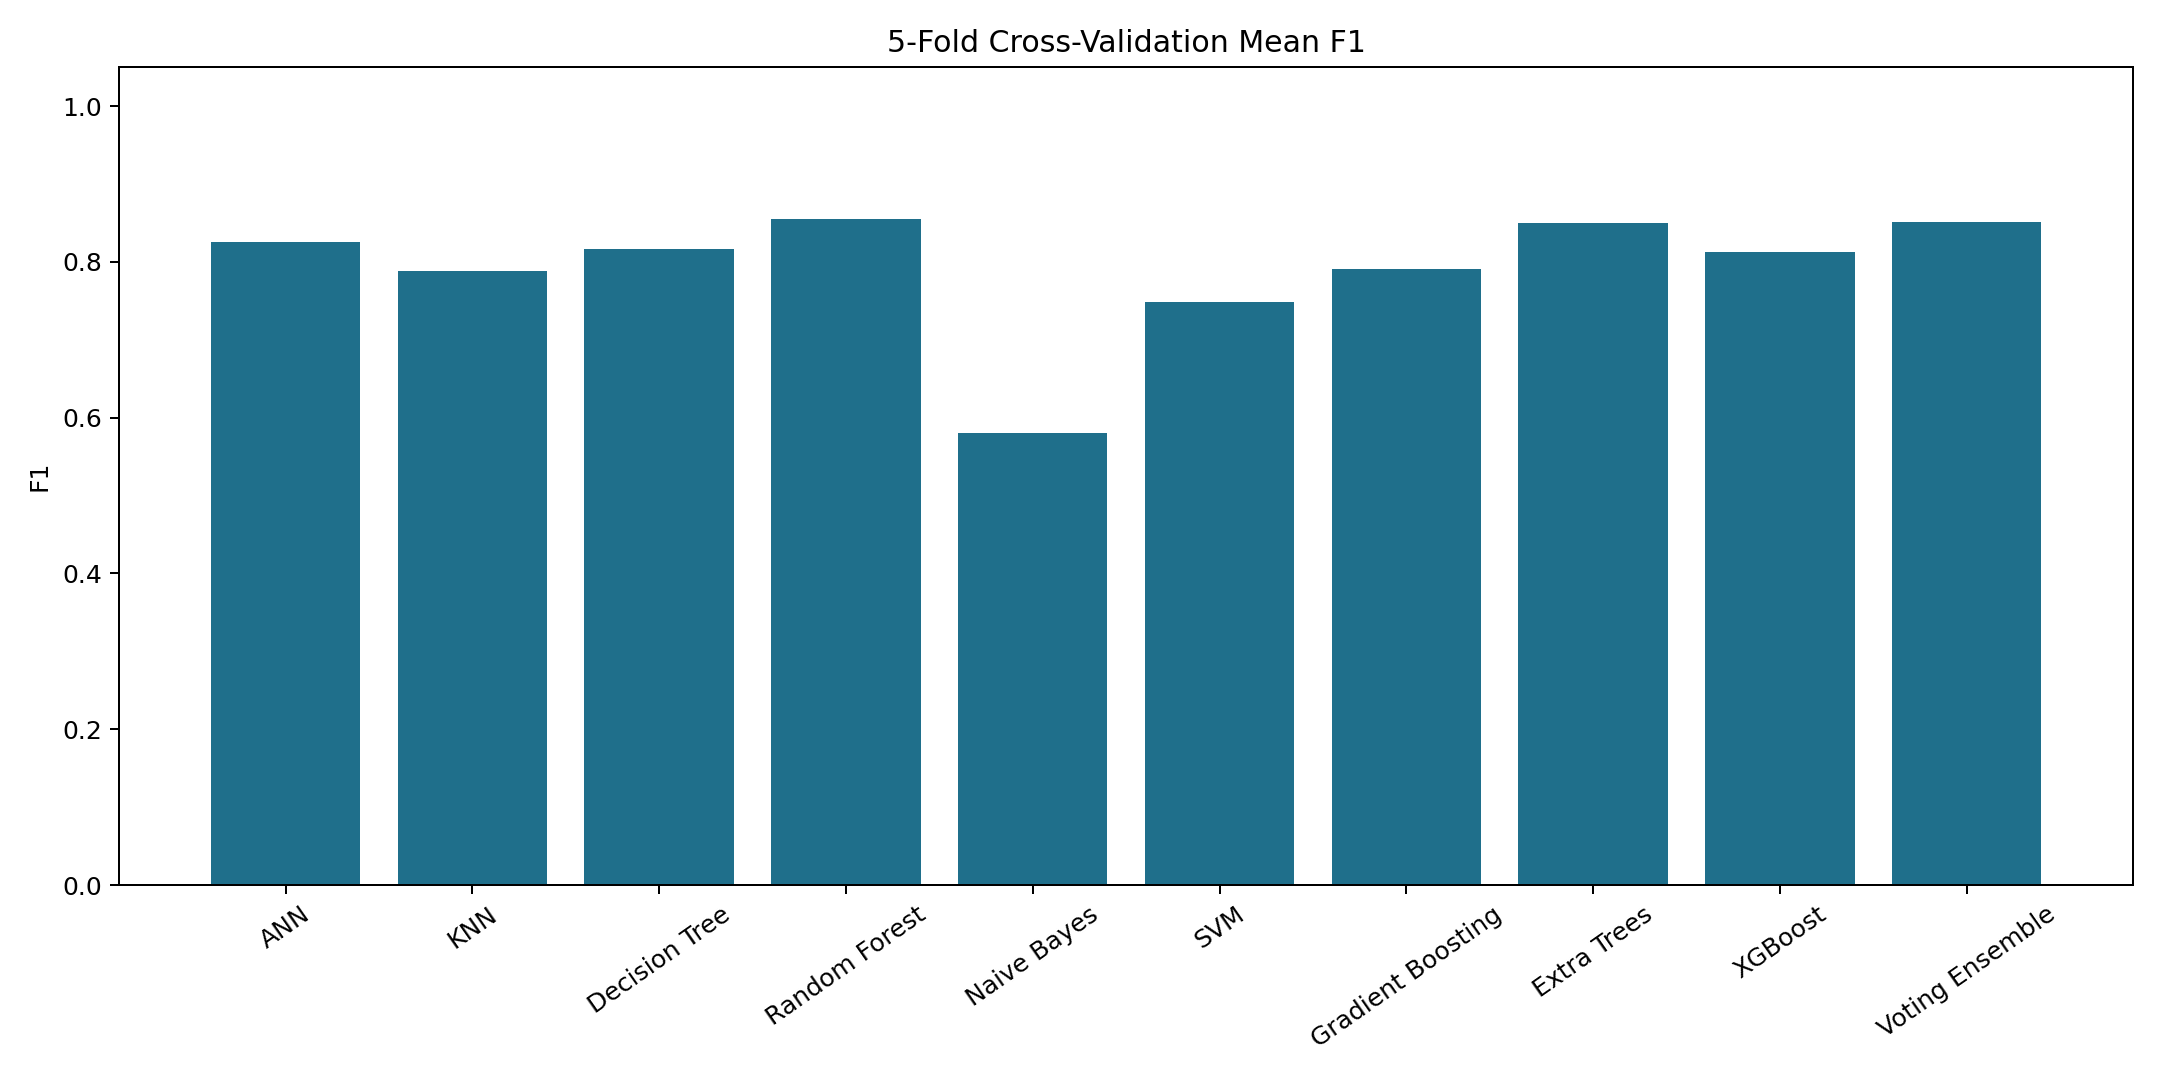 5-Fold Cross-Validation Mean F1
1.0
0.8
0.6
0.4
0.2
0.0
F1
ANN
KNN
Decision Tree
Random Forest
Naive Bayes
SVM
Gradient Boosting
Extra Trees
XGBoost
Voting Ensemble